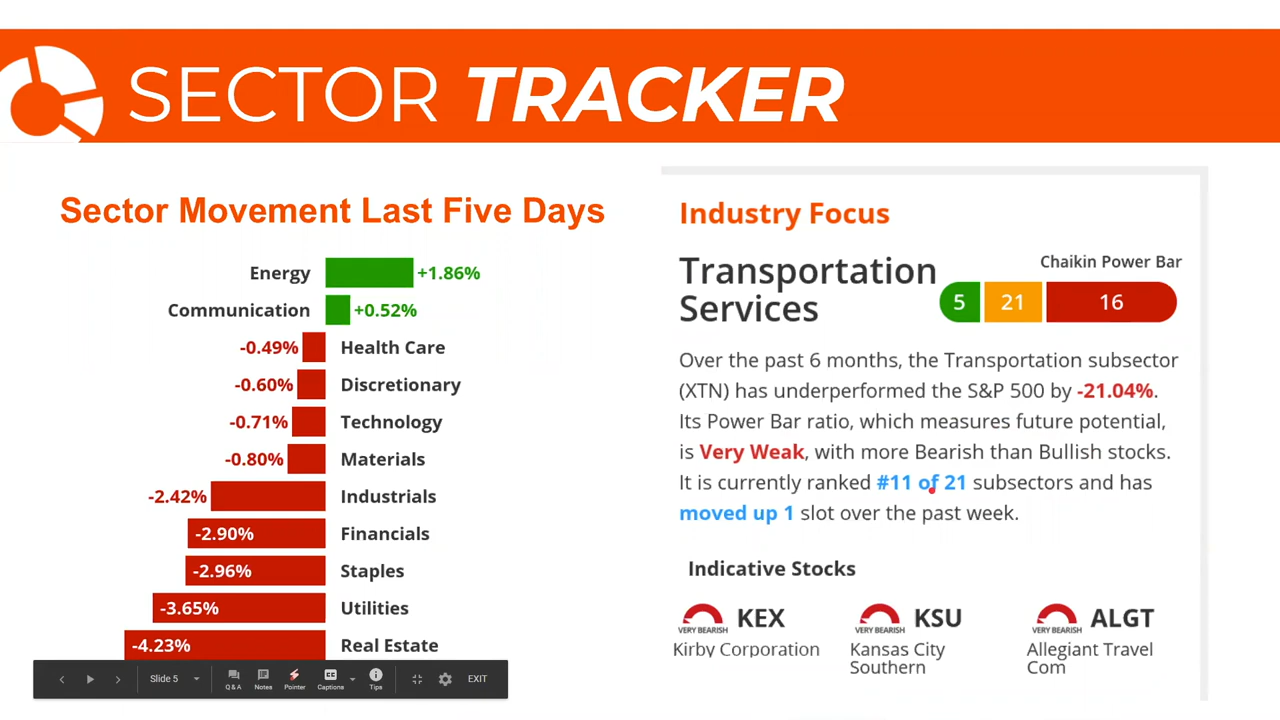 SECTOR TRACKER
Sector Movement Last Five Days
Energy +1.86%
Communication +0.52%
-0.49% Health Care
-0.60% Discretionary
-0.71% Technology
-0.80% Materials
-2.42% Industrials
-2.90% Financials
-2.96% Staples
-3.65% Utilities
-4.23% Real Estate
Industry Focus
Transportation
Services
Chaikin Power Bar
5 21 16
Over the past 6 months, the Transportation subsector
(XTN) has underperformed the S&P 500 by -21.04%.
Its Power Bar ratio, which measures future potential,
is Very Weak, with more Bearish than Bullish stocks.
It is currently ranked #11 of 21 subsectors and has
moved up 1 slot over the past week.
Indicative Stocks
VERY BEARISH KEX
Kirby Corporation
VERY BEARISH KSU
Kansas City
Southern
VERY BEARISH ALGT
Allegiant Travel
Com
Slide 5 Q & A Notes Pointer Captions Tips EXIT